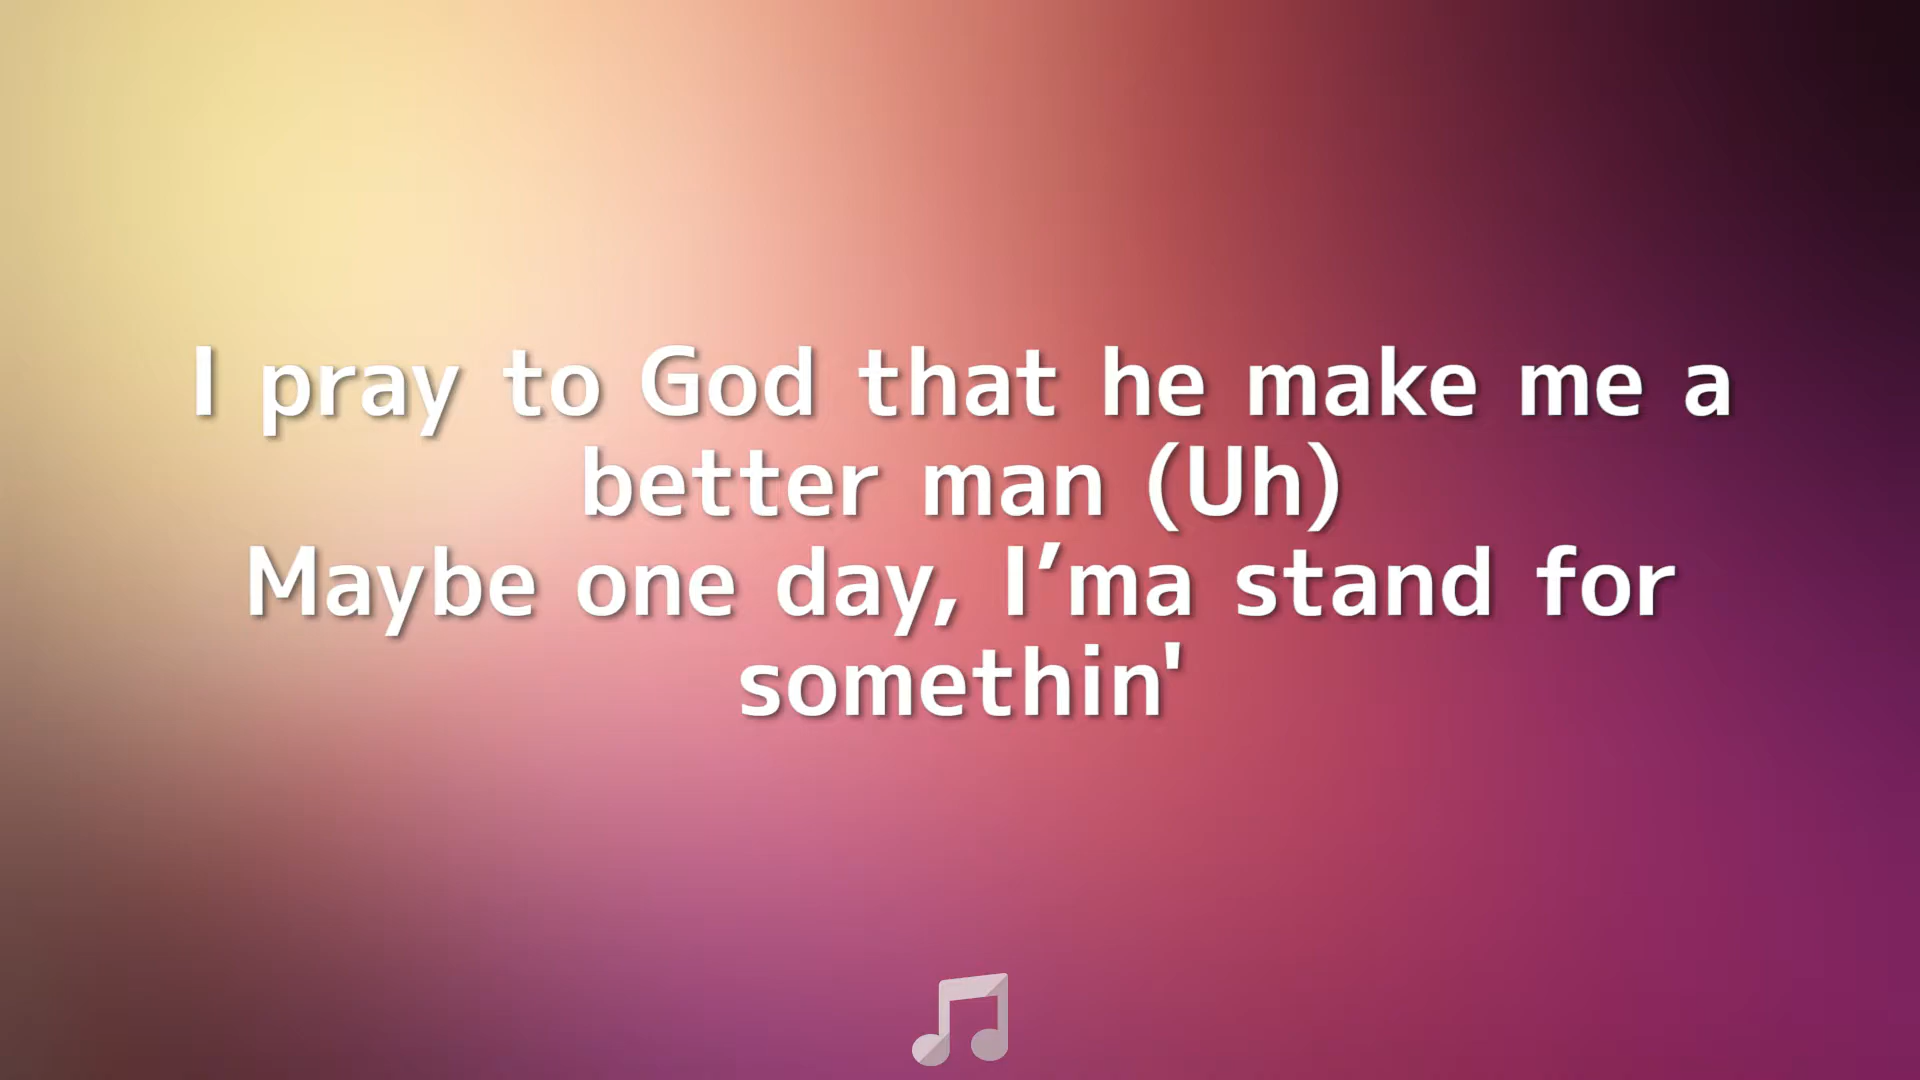 I pray to God that he make me a
better man (Uh)
Maybe one day, I’ma stand for
somethin'